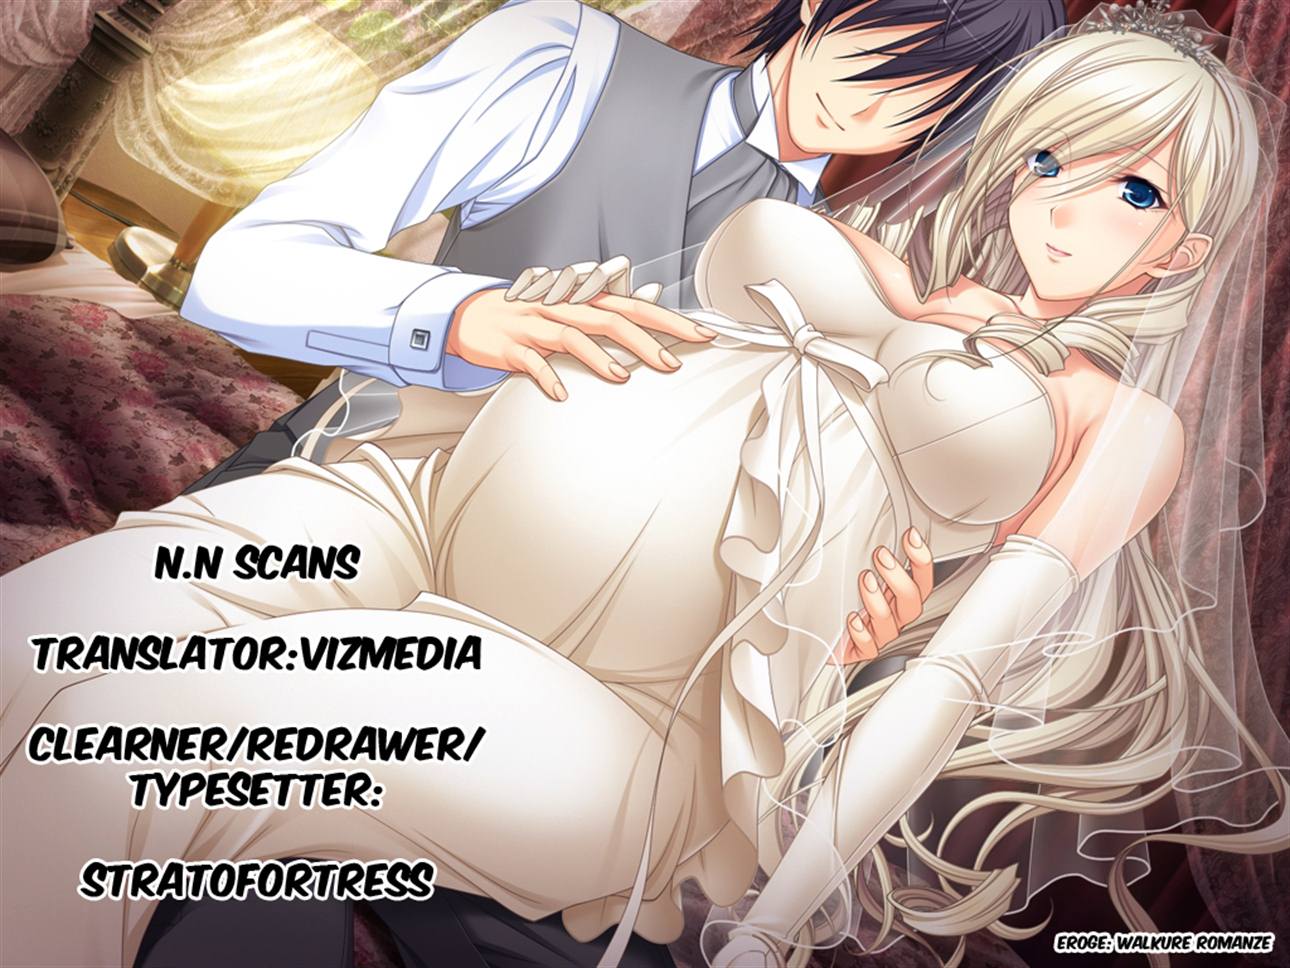 N.N SCANS
TRANSLATOR:VIZMEDIA
CLEARNER/REDRAWER/
TYPESETTER:
STRATOFORTRESS
EROGE: WALKURE ROMANZE